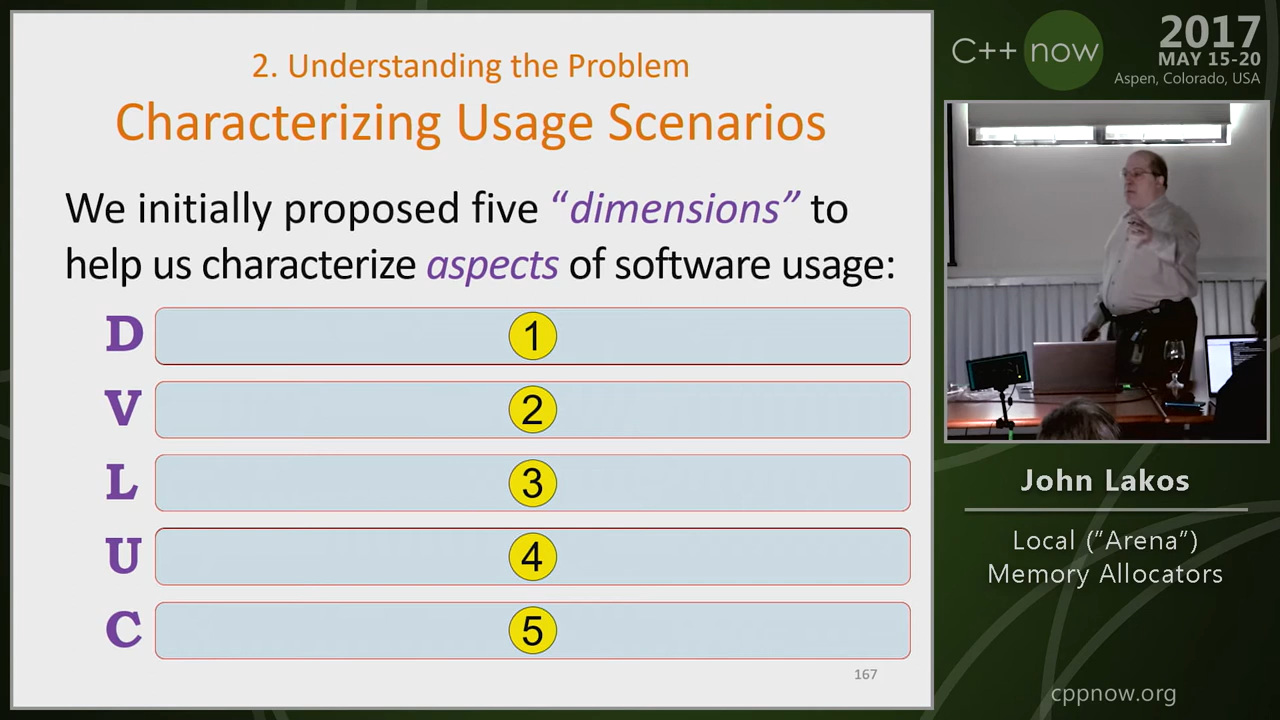 2. Understanding the Problem
Characterizing Usage Scenarios
We initially proposed five “dimensions” to
help us characterize aspects of software usage:
D 1
V 2
L 3
U 4
C 5
167
C++ now
2017
MAY 15-20
Aspen, Colorado, USA
John Lakos
Local (“Arena”)
Memory Allocators
cppnow.org